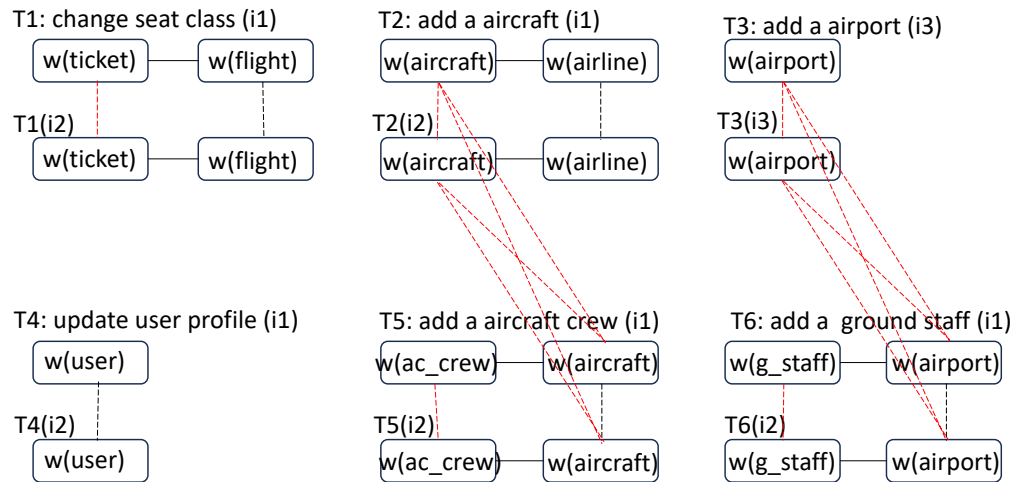 T1: change seat class (i1)
w(ticket)
w(flight)
T1(i2)
w(ticket)
w(flight)
T2: add a aircraft (i1)
w(aircraft)
w(airline)
T2(i2)
w(aircraft)
w(airline)
T3: add a airport (i3)
w(airport)
T3(i3)
w(airport)
T4: update user profile (i1)
w(user)
T4(i2)
w(user)
T5: add a aircraft crew (i1)
w(ac_crew)
w(aircraft)
T5(i2)
w(ac_crew)
w(aircraft)
T6: add a  ground staff (i1)
w(g_staff)
w(airport)
T6(i2)
w(g_staff)
w(airport)